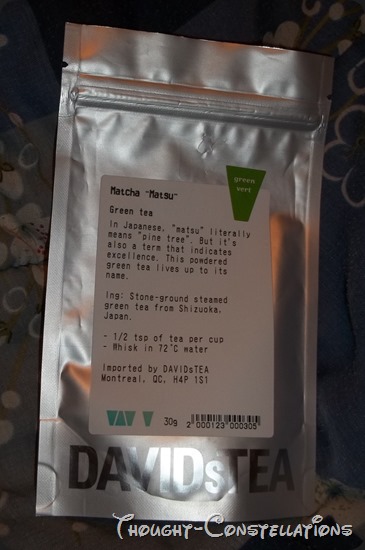 green
vert
Matcha "Matsu"
Green tea
In Japanese, "matsu" literally
means "pine tree". But it's
also a term that indicates
excellence. This powdered
green tea lives up to its
name.
Ing: Stone-ground steamed
green tea from Shizuoka,
Japan.
- 1/2 tsp of tea per cup
- Whisk in 72°C water
Imported by DAVIDsTEA
Montreal, QC, H4P 1S1
30g
2 000123 000305
DAVIDsTEA
Thought-Constellations